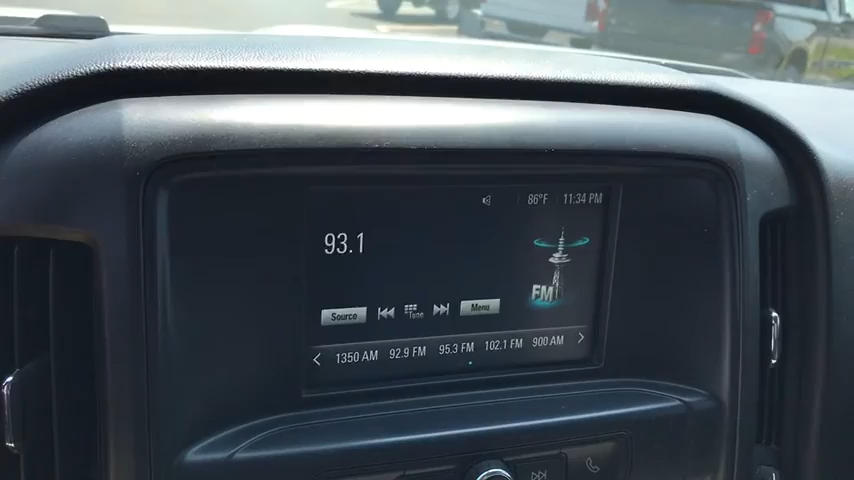 86°F 11:34 PM
93.1
FM
Source Tune Menu
1350 AM 92.9 FM 95.3 FM 102.1 FM 900 AM